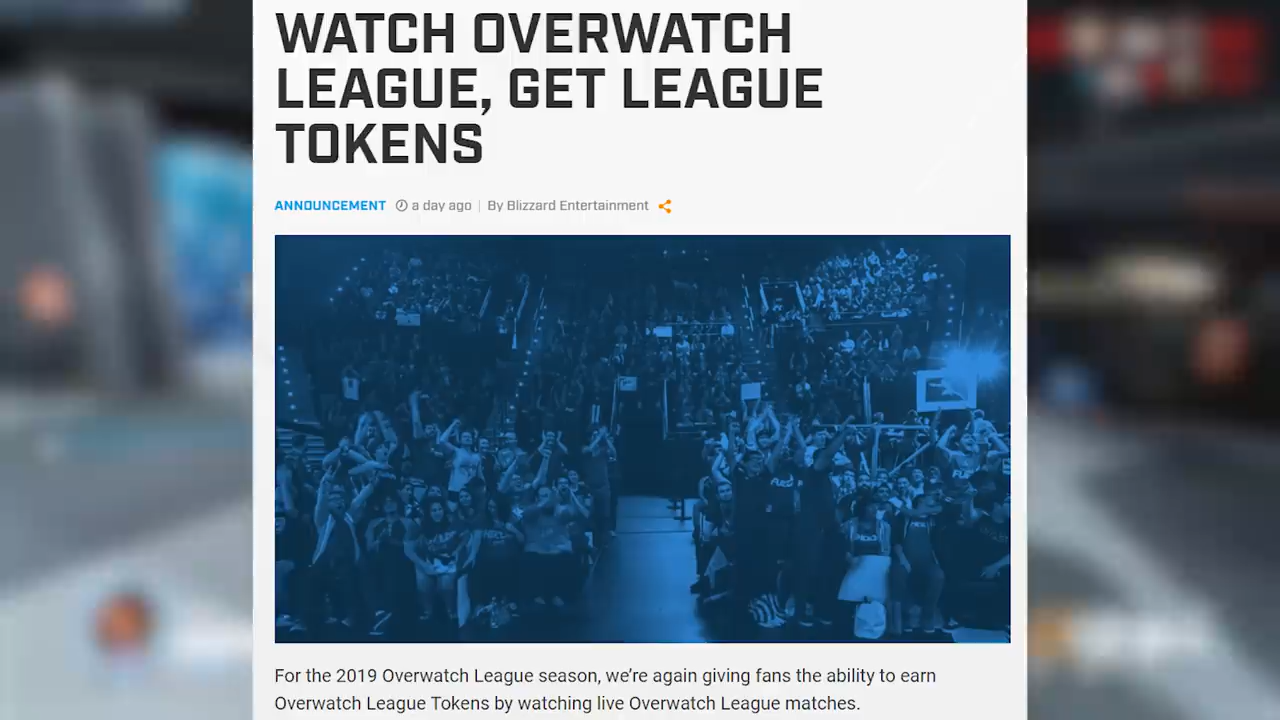 WATCH OVERWATCH
LEAGUE, GET LEAGUE
TOKENS
ANNOUNCEMENT a day ago | By Blizzard Entertainment
For the 2019 Overwatch League season, we’re again giving fans the ability to earn
Overwatch League Tokens by watching live Overwatch League matches.